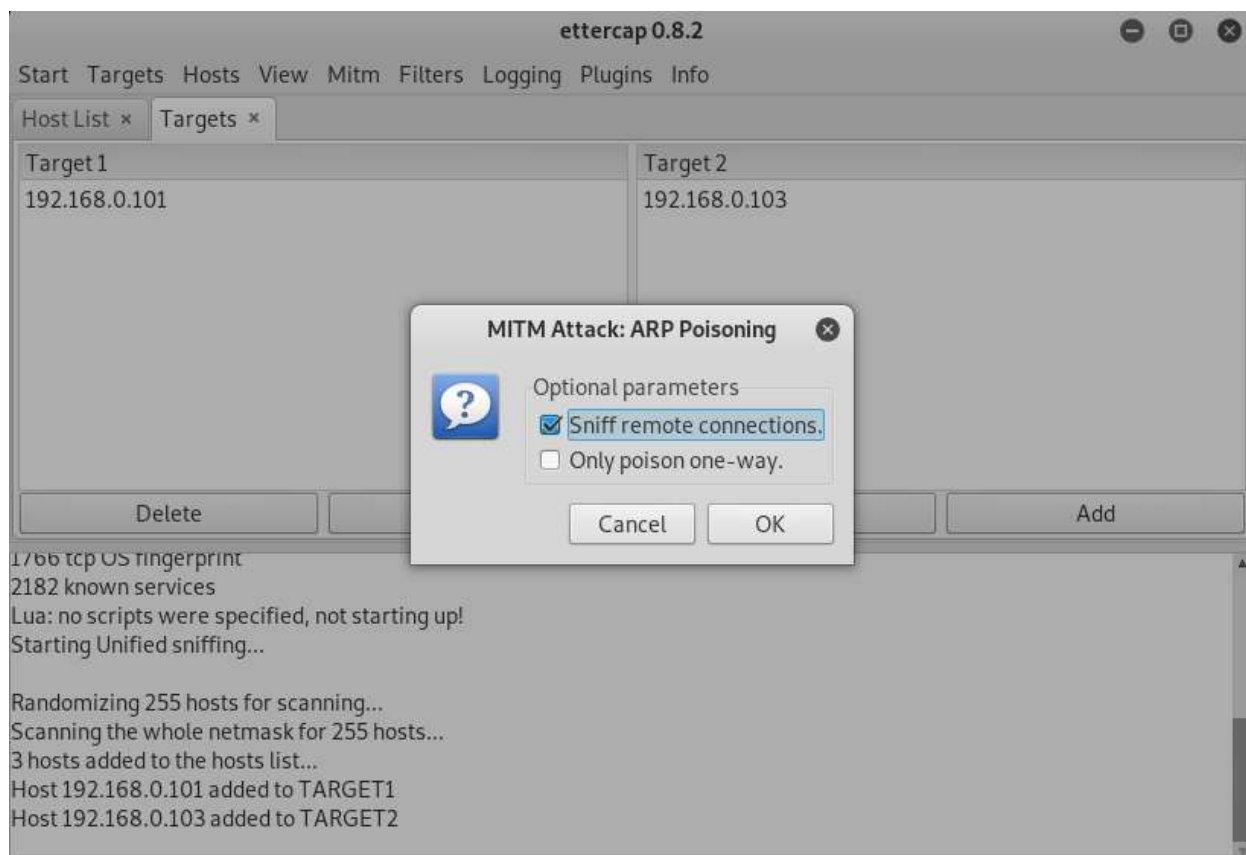 ettercap 0.8.2
Start Targets Hosts View Mitm Filters Logging Plugins Info
Host List × Targets ×
Target 1 Target 2
192.168.0.101 192.168.0.103
MITM Attack: ARP Poisoning
Optional parameters
Sniff remote connections.
Only poison one-way.
Cancel OK
Delete Add
1766 tcp OS fingerprint
2182 known services
Lua: no scripts were specified, not starting up!
Starting Unified sniffing...
Randomizing 255 hosts for scanning...
Scanning the whole netmask for 255 hosts...
3 hosts added to the hosts list...
Host 192.168.0.101 added to TARGET1
Host 192.168.0.103 added to TARGET2